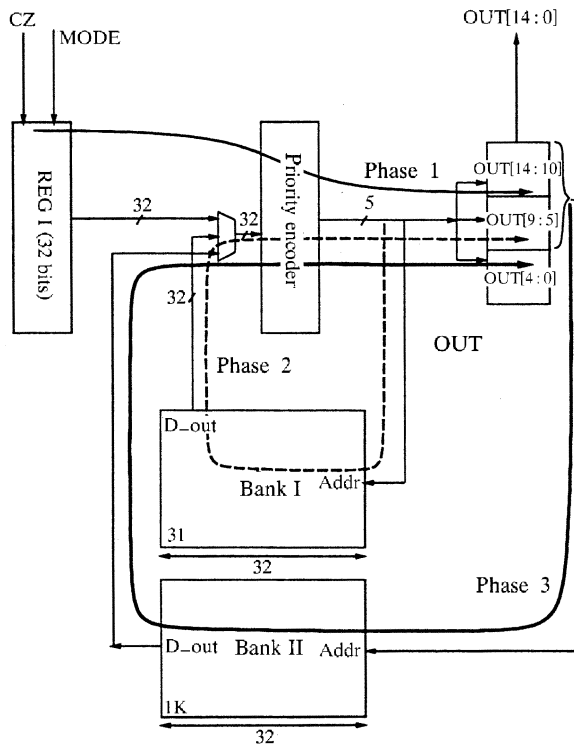 CZ
MODE
OUT[14:0]
REG I (32 bits)
32
32
Priority encoder
Phase 1
5
OUT[14:10]
OUT[9:5]
OUT[4:0]
32
OUT
Phase 2
D_out
Bank I
Addr
31
32
Phase 3
D_out
Bank II
Addr
1K
32